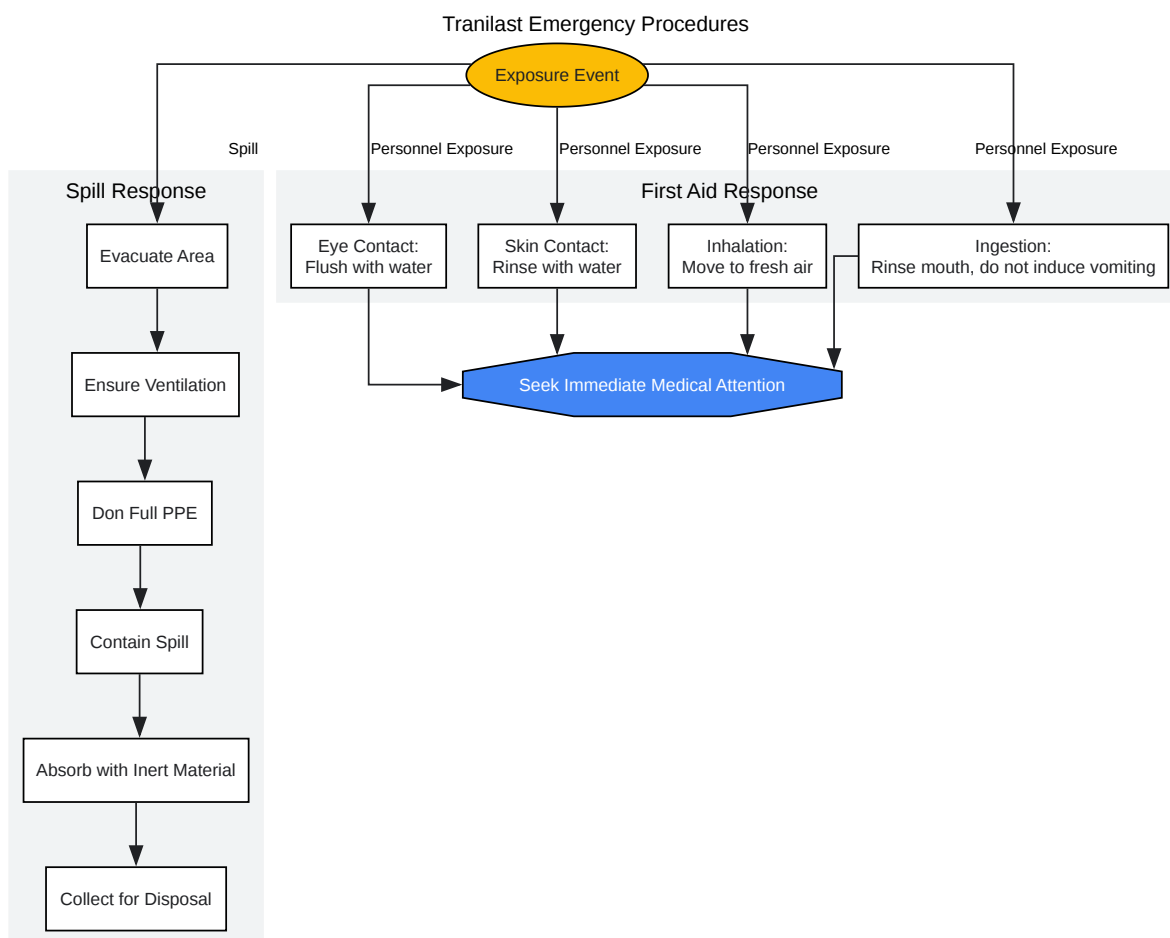 Tranilast Emergency Procedures
Exposure Event
Spill
Personnel Exposure
Personnel Exposure
Personnel Exposure
Personnel Exposure
Spill Response
First Aid Response
Evacuate Area
Eye Contact:
Flush with water
Skin Contact:
Rinse with water
Inhalation:
Move to fresh air
Ingestion:
Rinse mouth, do not induce vomiting
Ensure Ventilation
Seek Immediate Medical Attention
Don Full PPE
Contain Spill
Absorb with Inert Material
Collect for Disposal